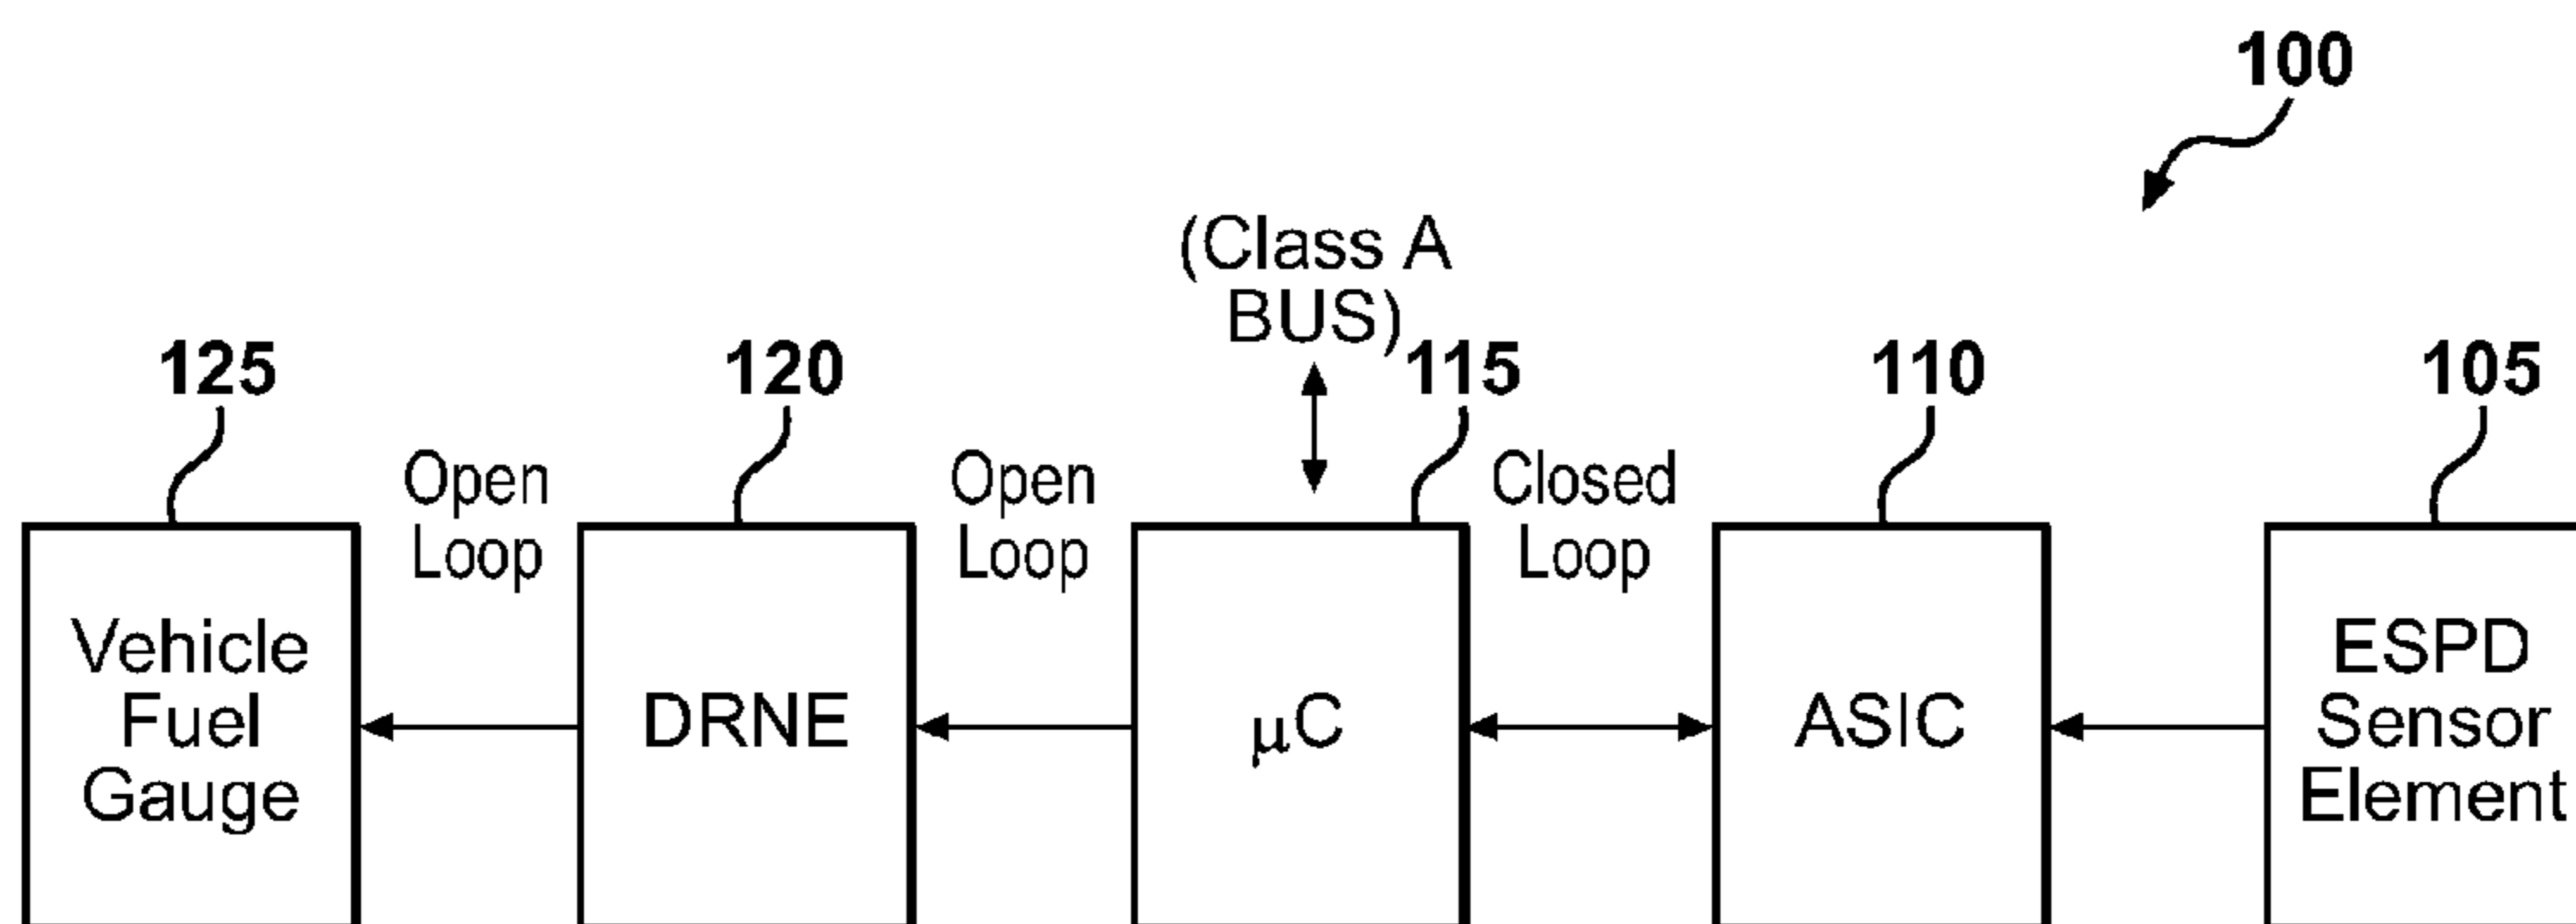 100
(Class A
BUS)
125
120
115
110
105
Open
Loop
Open
Loop
Closed
Loop
Vehicle
Fuel
Gauge
DRNE
μC
ASIC
ESPD
Sensor
Element